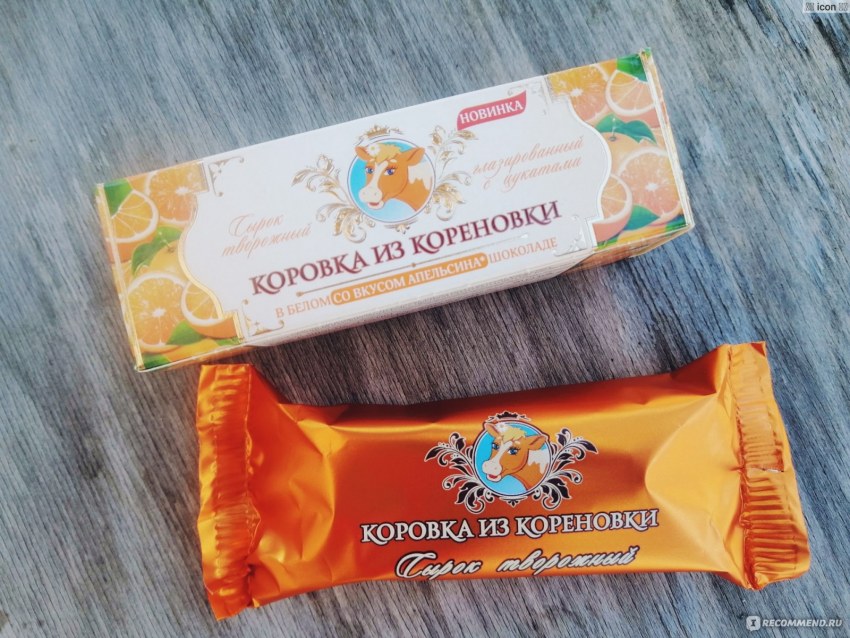 icon
НОВИНКА
Сырок
творожный
глазированный
с цукатами
КОРОВКА ИЗ КОРЕНОВКИ
В БЕЛОМ СО ВКУСОМ АПЕЛЬСИНА* ШОКОЛАДЕ
КОРОВКА ИЗ КОРЕНОВКИ
Сырок творожный
RECOMMEND.RU